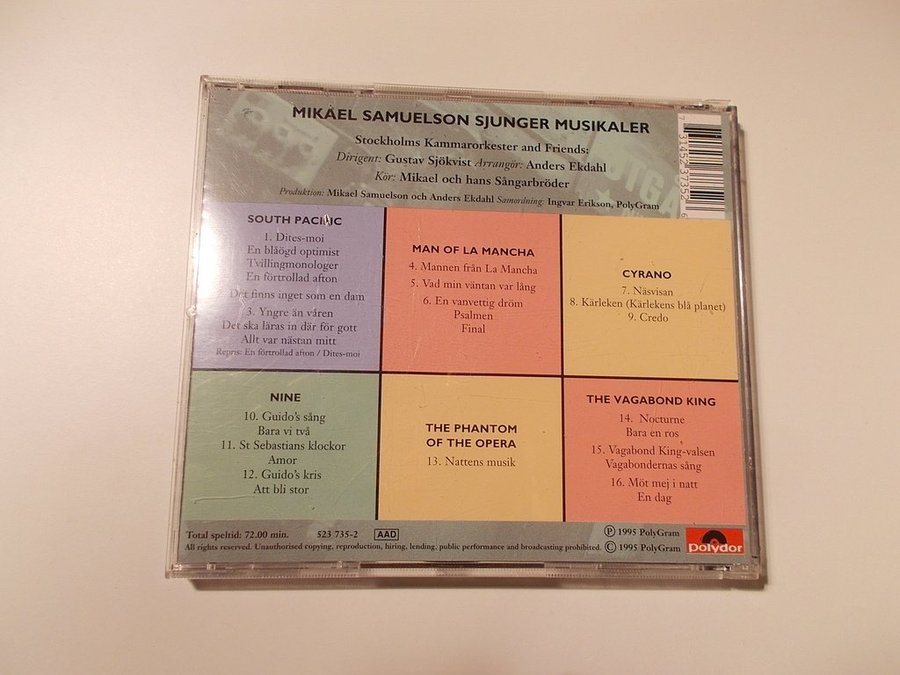 MIKAEL SAMUELSON SJUNGER MUSIKALER
Stockholms Kammarorkester and Friends:
Dirigent: Gustav Sjökvist Arrangör: Anders Ekdahl
Kör: Mikael och hans Sångarbröder
Produktion: Mikael Samuelson och Anders Ekdahl Samordning: Ingvar Erikson, PolyGram
SOUTH PACIFIC
1. Dites-moi
En blåögd optimist
Tvillingmonologer
En förtrollad afton
Det finns inget som en dam
3. Yngre än våren
Det ska läras in där för gott
Allt var nästan mitt
Repris: En förtrollad afton / Dites-moi
MAN OF LA MANCHA
4. Mannen från La Mancha
5. Vad min väntan var lång
6. En vanvettig dröm
Psalmen
Final
CYRANO
7. Näsvisan
8. Kärleken (Kärlekens blå planet)
9. Credo
NINE
10. Guido's sång
Bara vi två
11. St Sebastians klockor
Amor
12. Guido's kris
Att bli stor
THE PHANTOM
OF THE OPERA
13. Nattens musik
THE VAGABOND KING
14. Nocturne
Bara en ros
15. Vagabond King-valsen
Vagabondernas sång
16. Möt mej i natt
En dag
Total speltid: 72.00 min. 523 735-2 AAD
Ⓟ 1995 PolyGram
All rights reserved. Unauthorised copying, reproduction, hiring, lending, public performance and broadcasting prohibited. © 1995 PolyGram
polydor